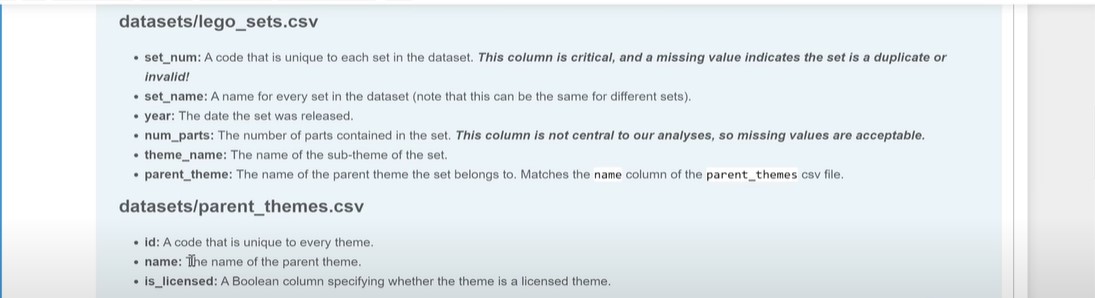 datasets/lego_sets.csv
• set_num: A code that is unique to each set in the dataset. This column is critical, and a missing value indicates the set is a duplicate or
invalid!
• set_name: A name for every set in the dataset (note that this can be the same for different sets).
• year: The date the set was released.
• num_parts: The number of parts contained in the set. This column is not central to our analyses, so missing values are acceptable.
• theme_name: The name of the sub-theme of the set.
• parent_theme: The name of the parent theme the set belongs to. Matches the name column of the parent_themes csv file.
datasets/parent_themes.csv
• id: A code that is unique to every theme.
• name: The name of the parent theme.
• is_licensed: A Boolean column specifying whether the theme is a licensed theme.